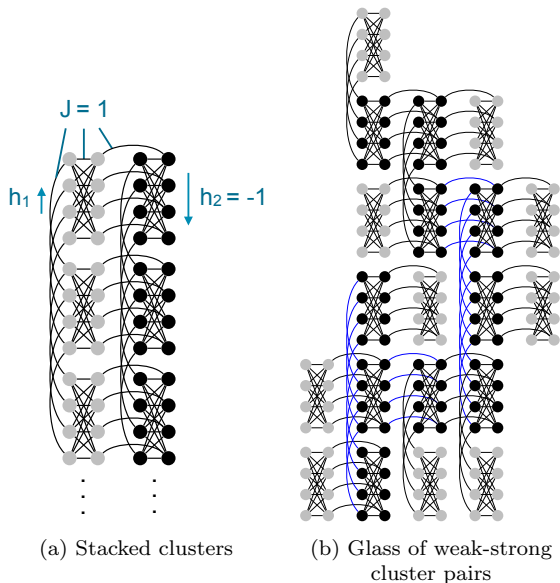 J = 1
h₁
h₂ = -1
(a) Stacked clusters
(b) Glass of weak-strong
cluster pairs